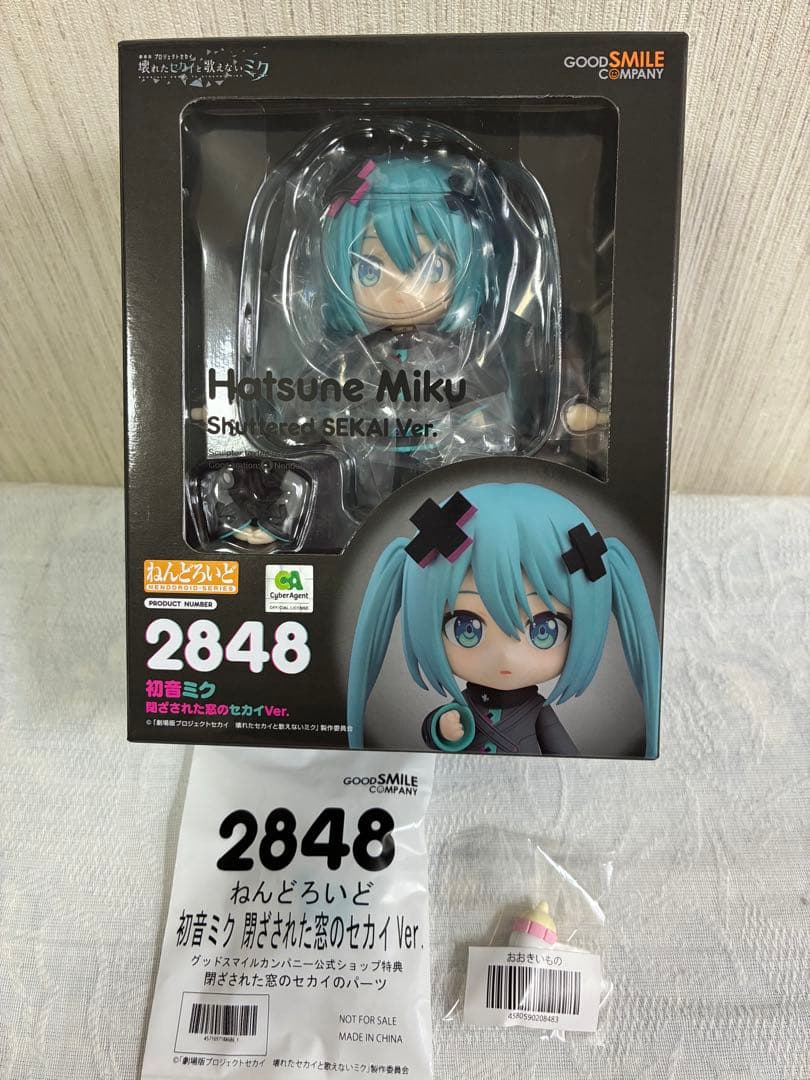 劇場版 プロジェクトセカイ
壊れたセカイと歌えないミク
GOOD SMILE
COMPANY
Hatsune Miku
Shuttered SEKAI Ver.
ねんどろいど
NENDOROID-SERIES
PRODUCT NUMBER
CyberAgent
OFFICIAL LICENSE
2848
初音ミク
閉ざされた窓のセカイVer.
©「劇場版プロジェクトセカイ 壊れたセカイと歌えないミク」製作委員会
GOOD SMILE
COMPANY
2848
ねんどろいど
初音ミク 閉ざされた窓のセカイ Ver.
グッドスマイルカンパニー公式ショップ特典
閉ざされた窓のセカイのパーツ
NOT FOR SALE
MADE IN CHINA
©「劇場版プロジェクトセカイ 壊れたセカイと歌えないミク」製作委員会
おおきいもの
4580590208483